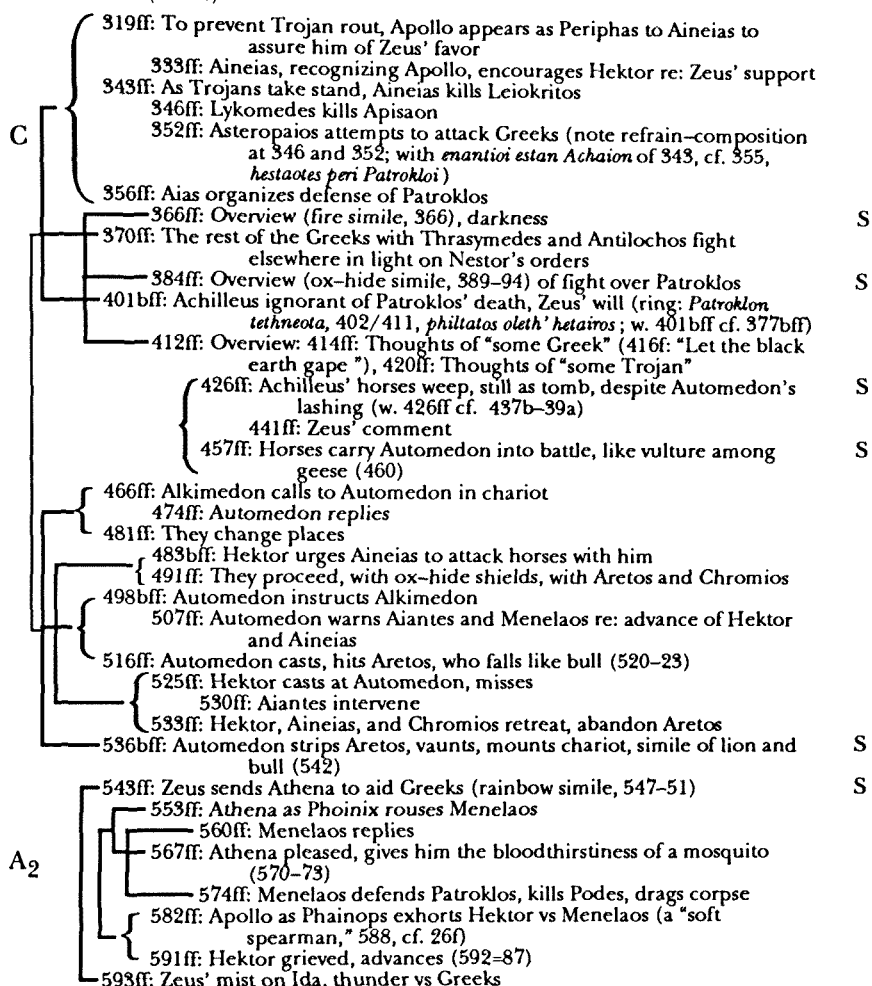 319ff: To prevent Trojan rout, Apollo appears as Periphas to Aineias to
assure him of Zeus' favor
333ff: Aineias, recognizing Apollo, encourages Hektor re: Zeus' support
343ff: As Trojans take stand, Aineias kills Leiokritos
346ff: Lykomedes kills Apisaon
C
352ff: Asteropaios attempts to attack Greeks (note refrain–composition
at 346 and 352; with enantioi estan Achaion of 343, cf. 355,
hestaotes peri Patrokloi)
356ff: Aias organizes defense of Patroklos
366ff: Overview (fire simile, 366), darkness S
370ff: The rest of the Greeks with Thrasymedes and Antilochos fight
elsewhere in light on Nestor's orders
384ff: Overview (ox–hide simile, 389–94) of fight over Patroklos S
401bff: Achilleus ignorant of Patroklos' death, Zeus' will (ring: Patroklon
tethneota, 402/411, philtatos oleth' hetairos; w. 401bff cf. 377bff)
412ff: Overview: 414ff: Thoughts of "some Greek" (416f: "Let the black
earth gape "), 420ff: Thoughts of "some Trojan"
426ff: Achilleus' horses weep, still as tomb, despite Automedon's S
lashing (w. 426ff cf. 437b–39a)
441ff: Zeus' comment
457ff: Horses carry Automedon into battle, like vulture among S
geese (460)
466ff: Alkimedon calls to Automedon in chariot
474ff: Automedon replies
481ff: They change places
483bff: Hektor urges Aineias to attack horses with him
491ff: They proceed, with ox–hide shields, with Aretos and Chromios
498bff: Automedon instructs Alkimedon
507ff: Automedon warns Aiantes and Menelaos re: advance of Hektor
and Aineias
516ff: Automedon casts, hits Aretos, who falls like bull (520–23)
525ff: Hektor casts at Automedon, misses
530ff: Aiantes intervene
533ff: Hektor, Aineias, and Chromios retreat, abandon Aretos
536bff: Automedon strips Aretos, vaunts, mounts chariot, simile of lion and S
bull (542)
543ff: Zeus sends Athena to aid Greeks (rainbow simile, 547–51) S
553ff: Athena as Phoinix rouses Menelaos
560ff: Menelaos replies
A2
567ff: Athena pleased, gives him the bloodthirstiness of a mosquito
(570–73)
574ff: Menelaos defends Patroklos, kills Podes, drags corpse
582ff: Apollo as Phainops exhorts Hektor vs Menelaos (a "soft
spearman," 588, cf. 26f)
591ff: Hektor grieved, advances (592=87)
593ff: Zeus' mist on Ida, thunder vs Greeks